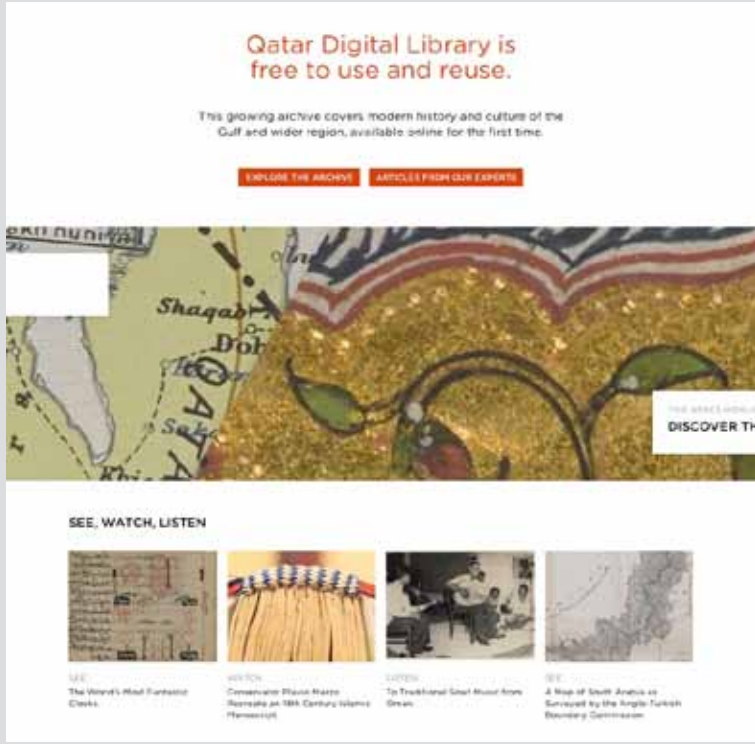 Qatar Digital Library is
free to use and reuse.
This growing archive covers modern history and culture of the
Gulf and wider region, available online for the first time.
EXPLORE THE ARCHIVE
ARTICLES FROM OUR EXPERTS
Shaqab
Doh
QATA
DISCOVER TH
SEE, WATCH, LISTEN
SEE
The World's Most Fantastic
Clocks
WATCH
Conservator Flavio Marzo
Recreate an 18th Century Islamic
Manuscript
LISTEN
To Traditional Sawt Music from
Oman
SEE
A Map of South Arabia as
Surveyed by the Anglo-Turkish
Boundary Commission